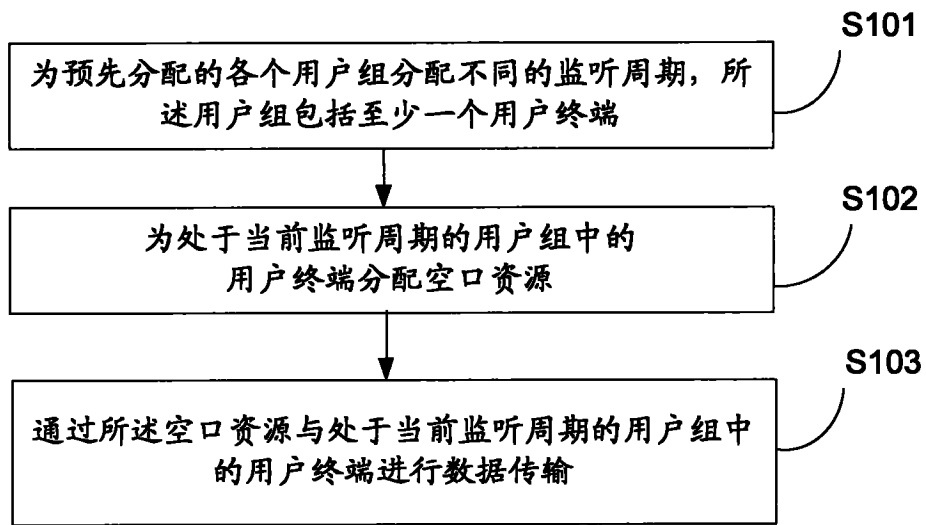 S101
为预先分配的各个用户组分配不同的监听周期，所
述用户组包括至少一个用户终端
S102
为处于当前监听周期的用户组中的
用户终端分配空口资源
S103
通过所述空口资源与处于当前监听周期的用户组中
的用户终端进行数据传输